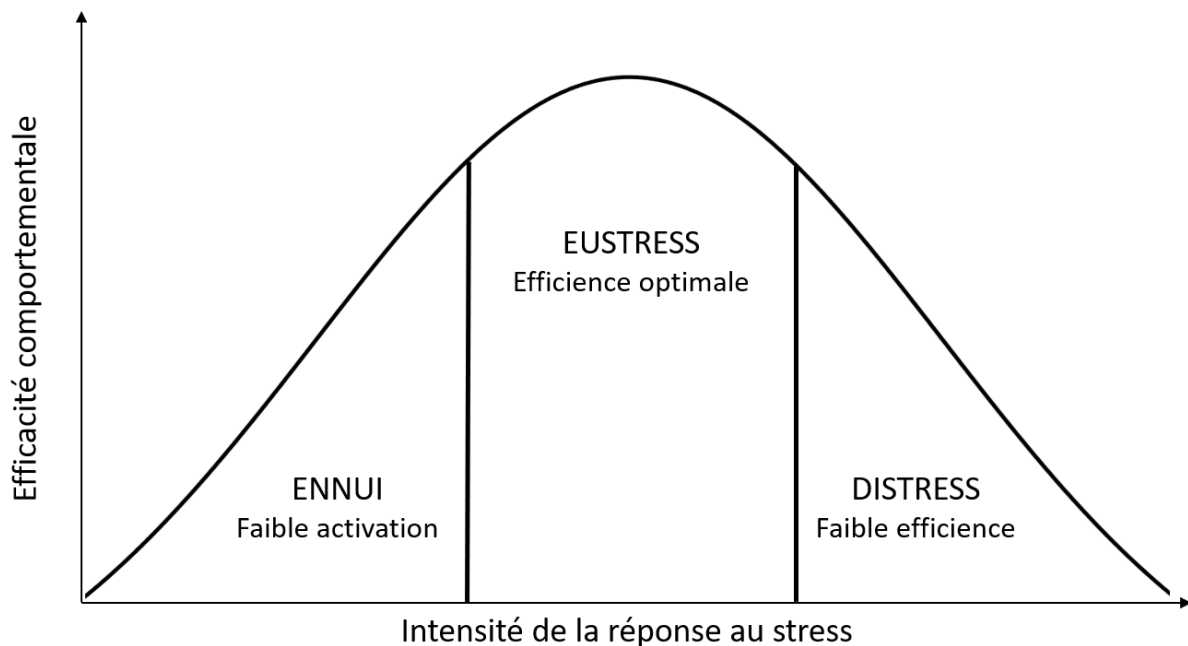 Efficacité comportementale
EUSTRESS
Efficience optimale
ENNUI
Faible activation
DISTRESS
Faible efficience
Intensité de la réponse au stress